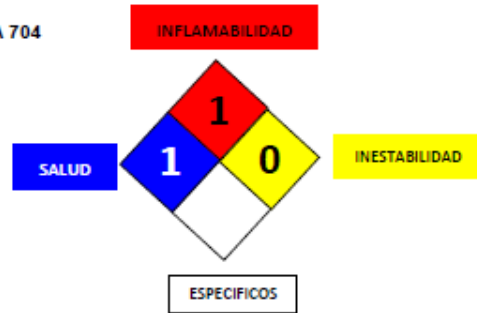 A 704
INFLAMABILIDAD
1
SALUD
1
0
INESTABILIDAD
ESPECIFICOS